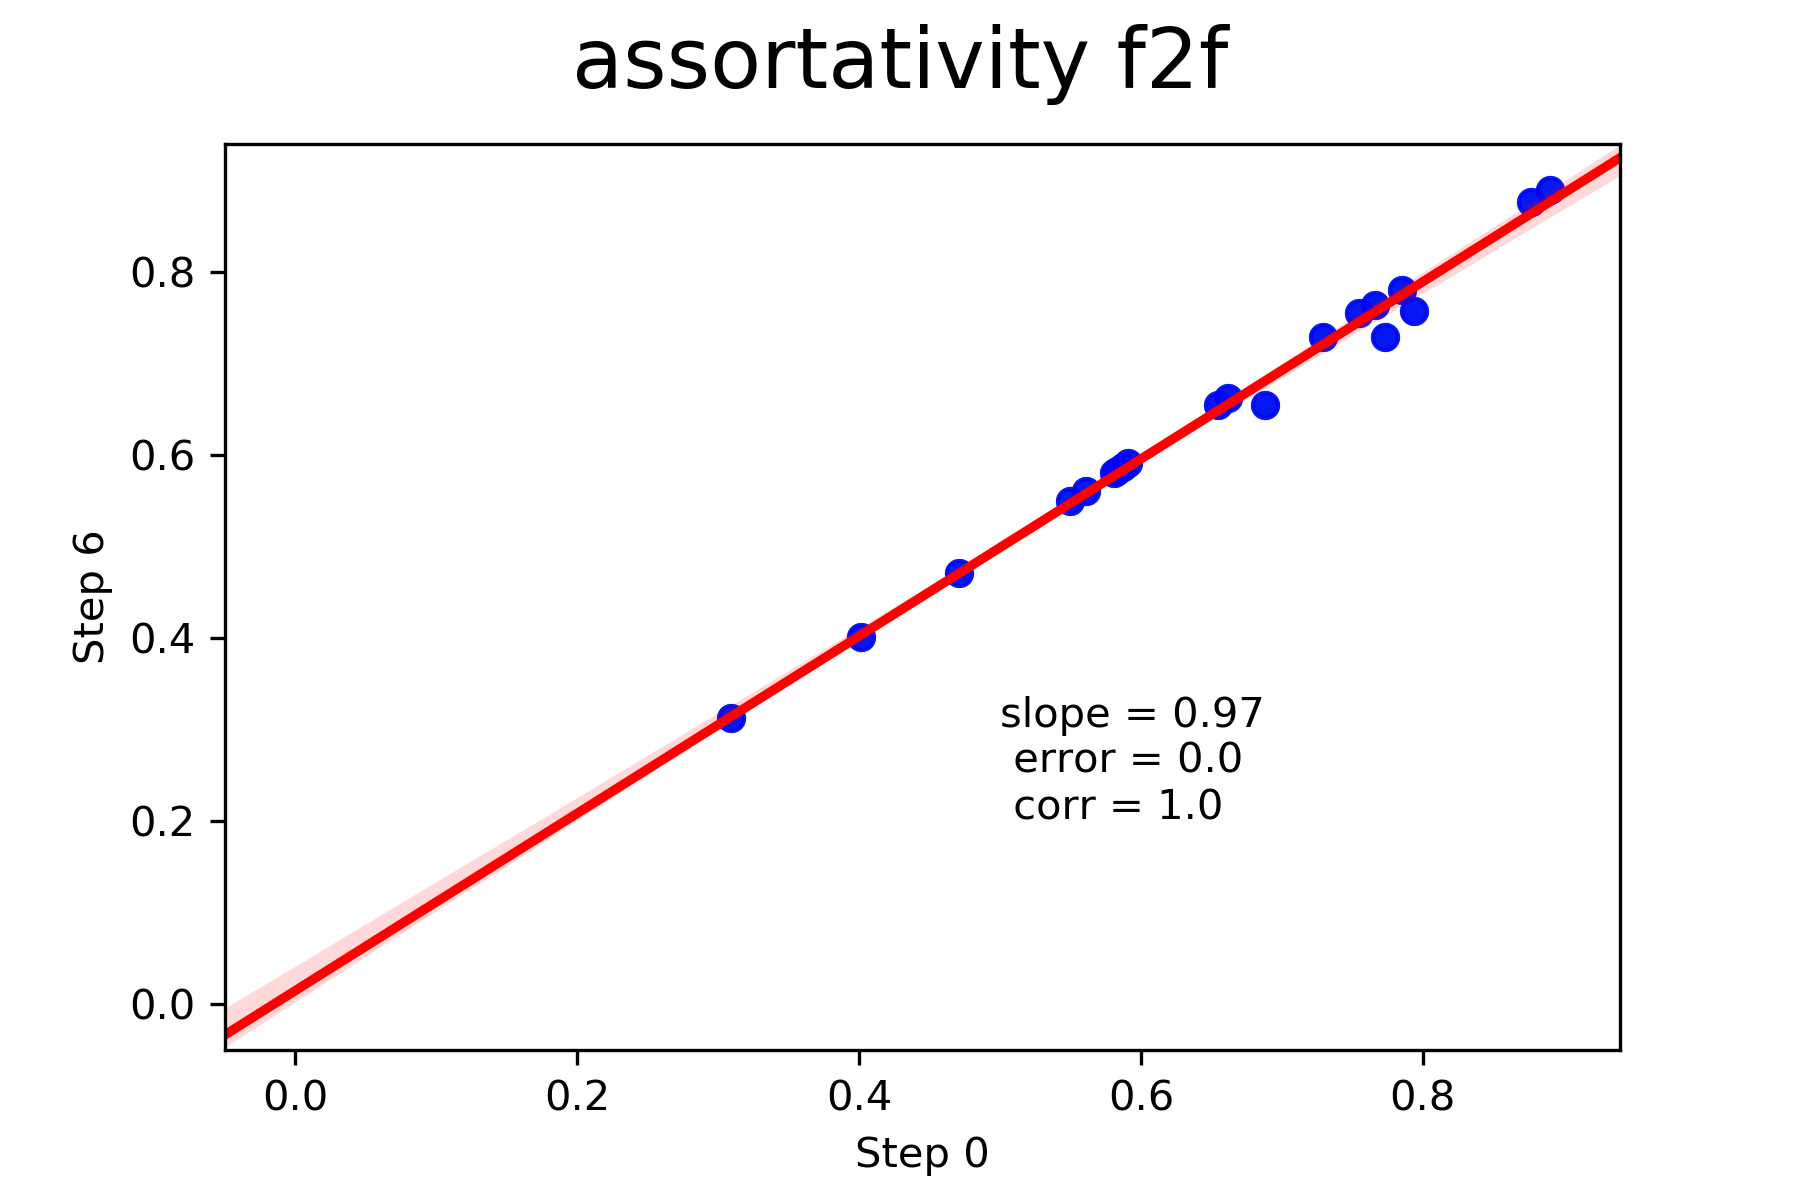 assortativity f2f
0.8
0.6
0.4
0.2
0.0
Step 6
slope = 0.97
error = 0.0
corr = 1.0
0.0 0.2 0.4 0.6 0.8
Step 0